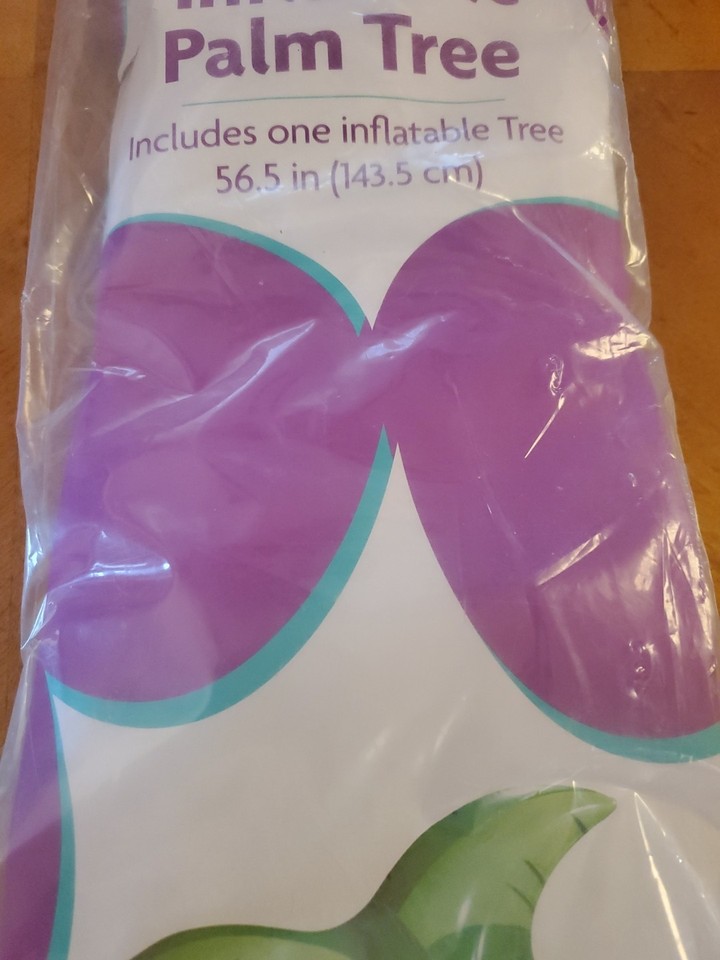 Palm Tree
Includes one inflatable Tree
56.5 in (143.5 cm)